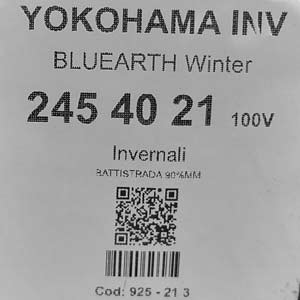 YOKOHAMA INV
BLUEARTH Winter
245 40 21 100V
Invernali
BATTISTRADA 90%MM
Cod: 925 - 21 3